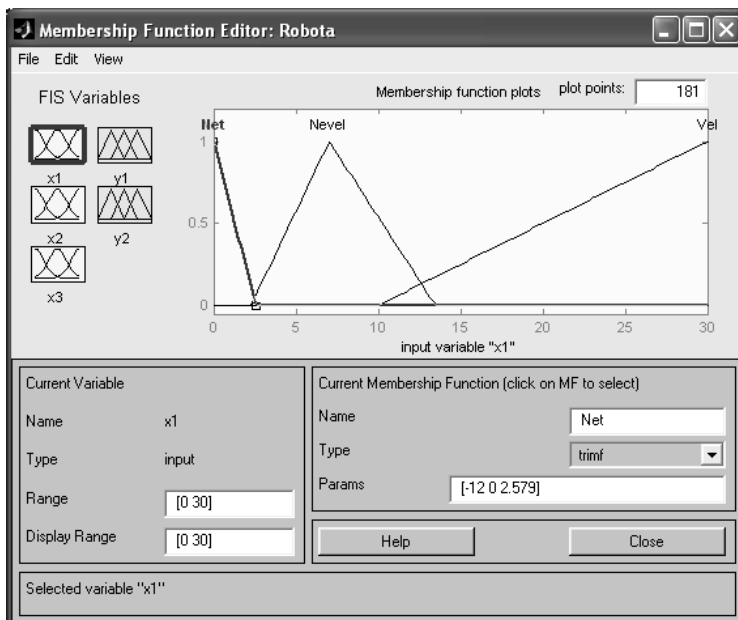 Membership Function Editor: Robota
File Edit View
FIS Variables
x1
y1
x2
y2
x3
Membership function plots plot points: 181
Net
Nevel
Vel
1
0.5
0
0 5 10 15 20 25 30
input variable "x1"
Current Variable
Name x1
Type input
Range [0 30]
Display Range [0 30]
Current Membership Function (click on MF to select)
Name Net
Type trimf
Params [-12 0 2.579]
Help Close
Selected variable "x1"